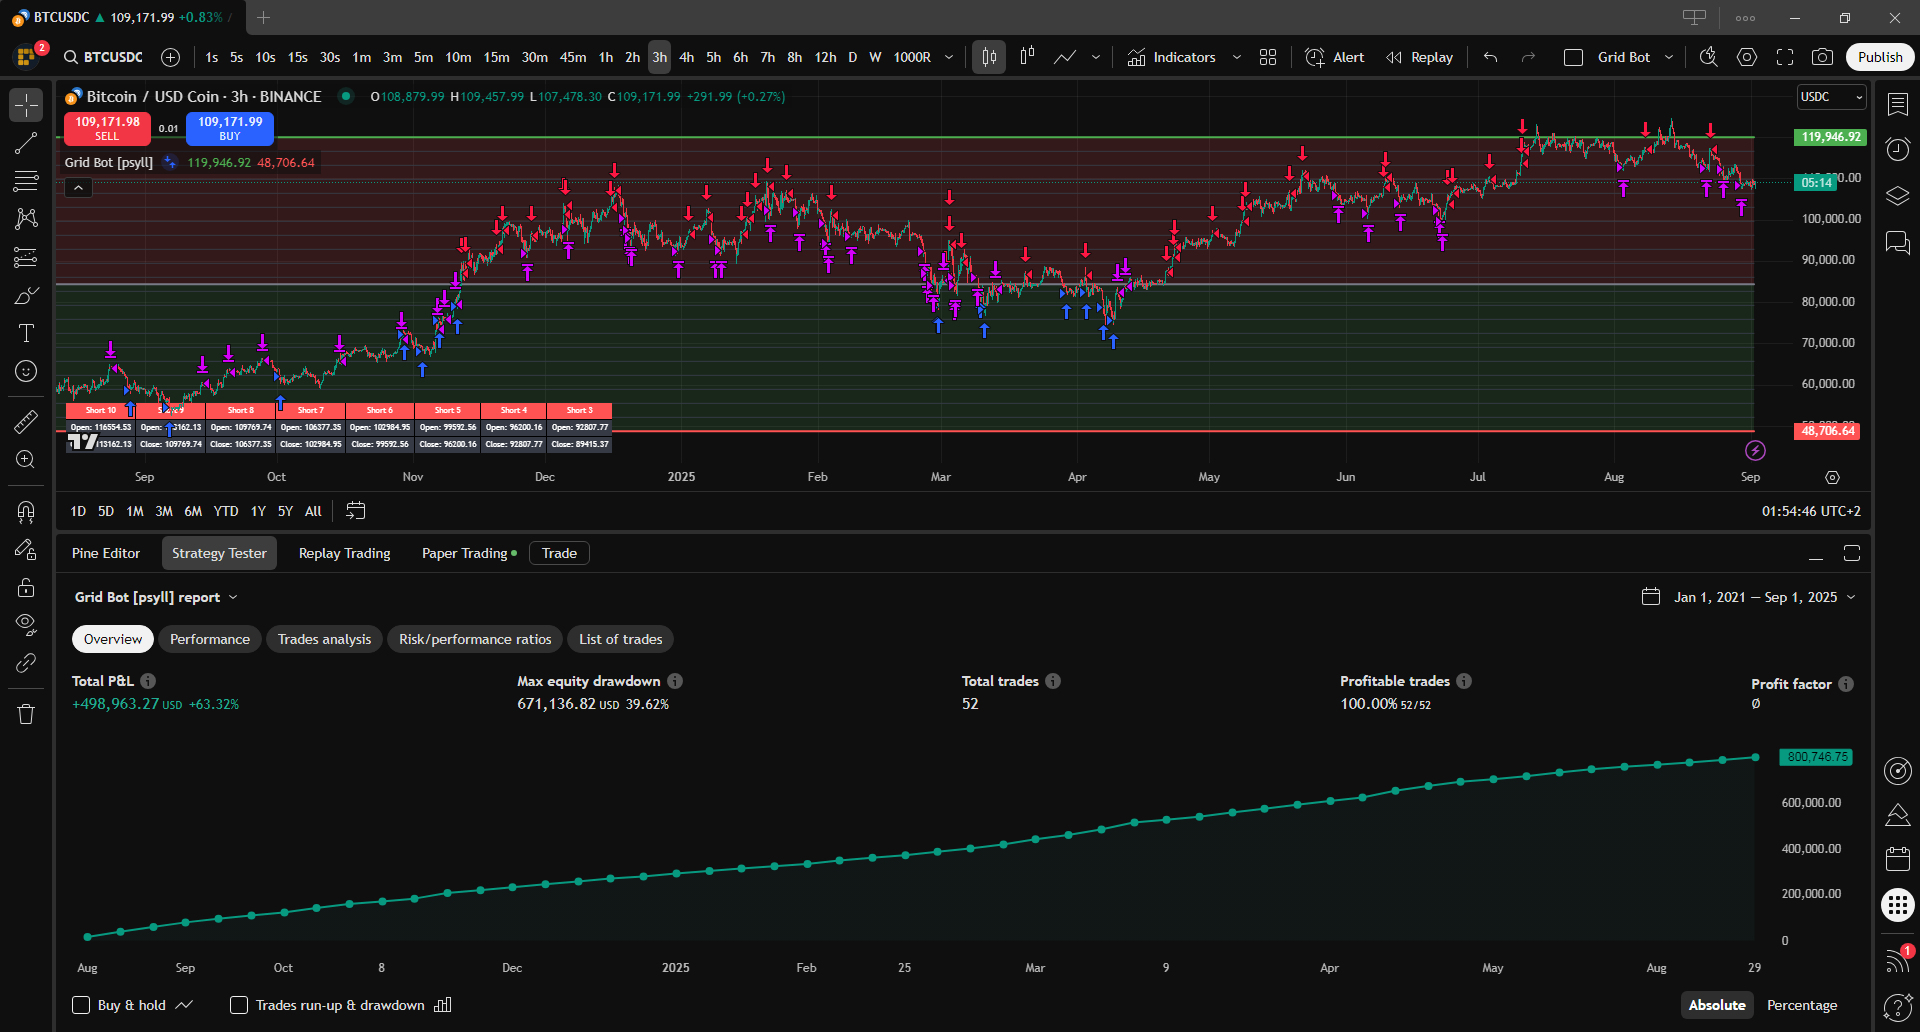 BTCUSDC ▲ 109,171.99 +0.83% /
2
BTCUSDC 1s 5s 10s 15s 30s 1m 3m 5m 10m 15m 30m 45m 1h 2h 3h 4h 5h 6h 7h 8h 12h D W 1000R Indicators Alert Replay Grid Bot Publish
Bitcoin / USD Coin · 3h · BINANCE O108,879.99 H109,457.99 L107,478.30 C109,171.99 +291.99 (+0.27%)
USDC
109,171.98
SELL
0.01
109,171.99
BUY
Grid Bot [psyll] 119,946.92 48,706.64
119,946.92
05:14
100,000.00
90,000.00
80,000.00
70,000.00
60,000.00
48,706.64
Short 10 Short 8 Short 7 Short 6 Short 5 Short 4 Short 3
Open: 116554.53 Open: 109769.74 Open: 106377.35 Open: 102984.95 Open: 99592.56 Open: 96200.16 Open: 92807.77
113162.13 Close: 109769.74 Close: 106377.35 Close: 102984.95 Close: 99592.56 Close: 96200.16 Close: 92807.77 Close: 89415.37
Sep Oct Nov Dec 2025 Feb Mar Apr May Jun Jul Aug Sep
1D 5D 1M 3M 6M YTD 1Y 5Y All
01:54:46 UTC+2
Pine Editor Strategy Tester Replay Trading Paper Trading Trade
Grid Bot [psyll] report
Jan 1, 2021 — Sep 1, 2025
Overview Performance Trades analysis Risk/performance ratios List of trades
Total P&L Max equity drawdown Total trades Profitable trades Profit factor
+498,963.27 USD +63.32% 671,136.82 USD 39.62% 52 100.00% 52/52 Ø
800,746.75
600,000.00
400,000.00
200,000.00
0
Aug Sep Oct 8 Dec 2025 Feb 25 Mar 9 Apr May Aug 29
Buy & hold Trades run-up & drawdown
Absolute Percentage
1